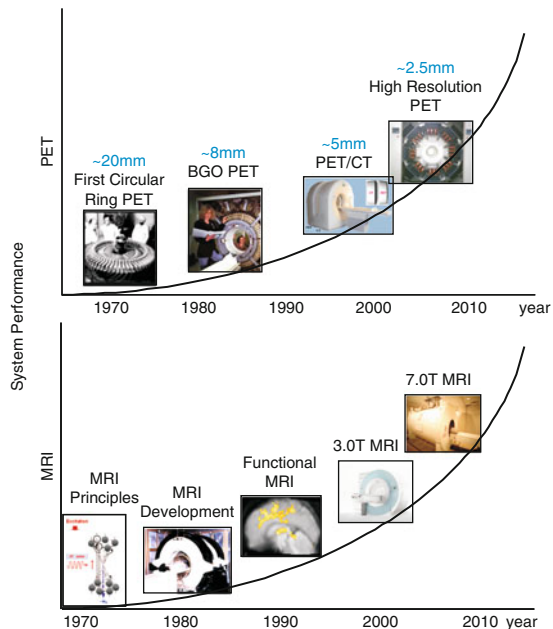 ~2.5mm
High Resolution
PET
~5mm
PET/CT
~8mm
BGO PET
~20mm
First Circular
Ring PET
PET
1970 1980 1990 2000 2010 year
System Performance
7.0T MRI
3.0T MRI
Functional
MRI
MRI
Development
MRI
Principles
MRI
1970 1980 1990 2000 2010 year